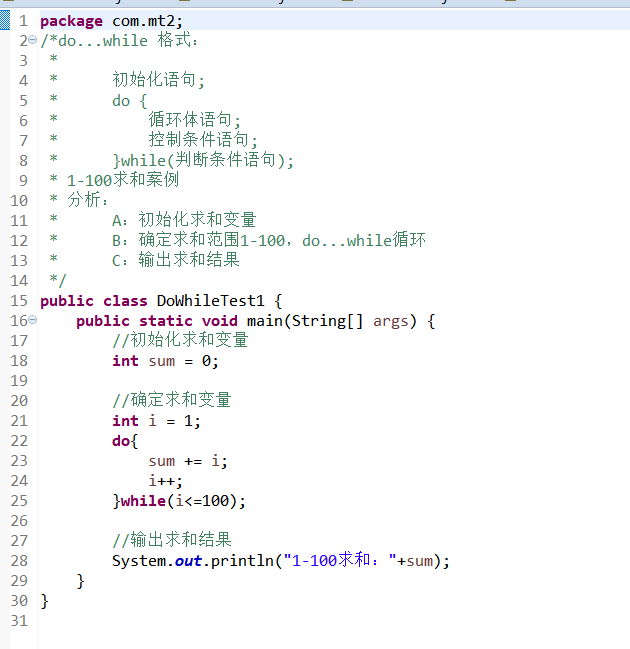 1 package com.mt2;
2 /*do...while 格式：
3  *
4  *      初始化语句;
5  *      do {
6  *          循环体语句;
7  *          控制条件语句;
8  *      }while(判断条件语句);
9  * 1-100求和案例
10  * 分析：
11  *      A：初始化求和变量
12  *      B：确定求和范围1-100，do...while循环
13  *      C：输出求和结果
14  */
15 public class DoWhileTest1 {
16     public static void main(String[] args) {
17         //初始化求和变量
18         int sum = 0;
19
20         //确定求和变量
21         int i = 1;
22         do{
23             sum += i;
24             i++;
25         }while(i<=100);
26
27         //输出求和结果
28         System.out.println("1-100求和："+sum);
29     }
30 }
31